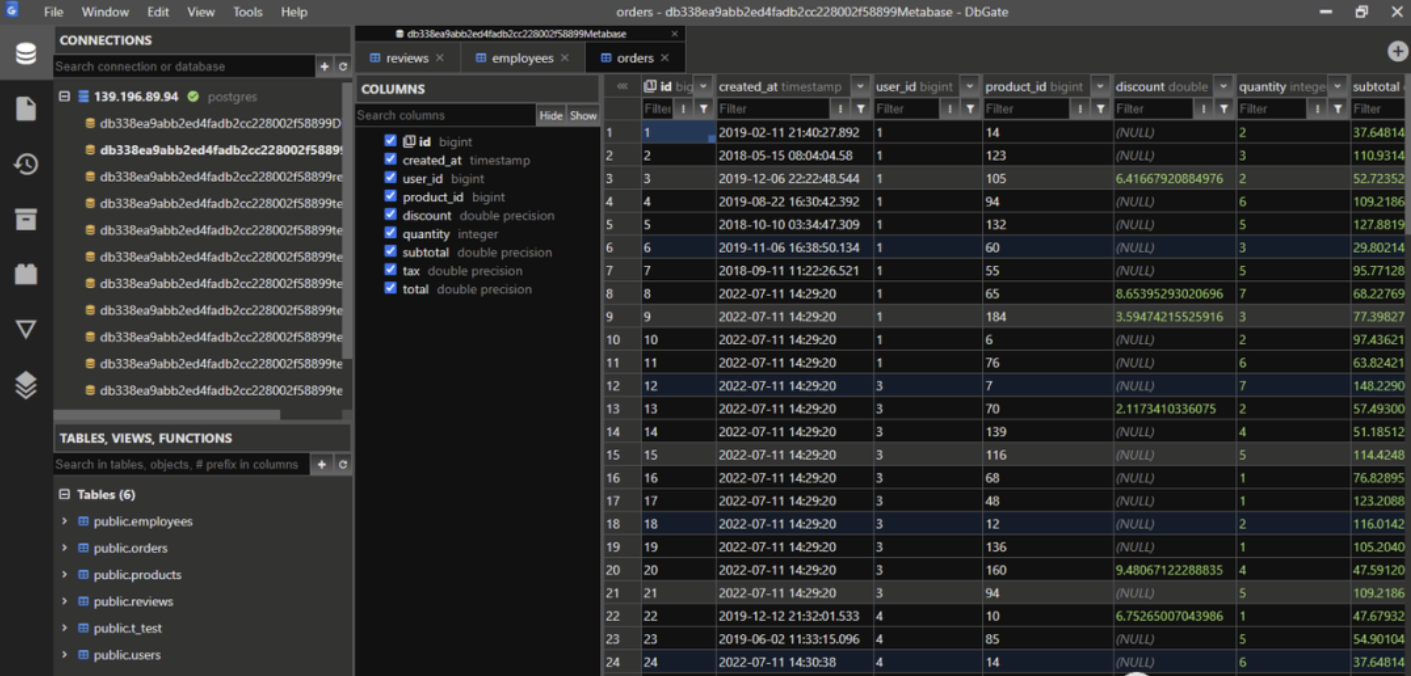 File Window Edit View Tools Help
orders - db338ea9abb2ed4fadb2cc228002f58899Metabase - DbGate
CONNECTIONS
Search connection or database
139.196.89.94 postgres
db338ea9abb2ed4fadb2cc228002f58899D
db338ea9abb2ed4fadb2cc228002f5889
db338ea9abb2ed4fadb2cc228002f58899re
db338ea9abb2ed4fadb2cc228002f58899te
db338ea9abb2ed4fadb2cc228002f58899te
db338ea9abb2ed4fadb2cc228002f58899te
db338ea9abb2ed4fadb2cc228002f58899te
db338ea9abb2ed4fadb2cc228002f58899te
db338ea9abb2ed4fadb2cc228002f58899te
db338ea9abb2ed4fadb2cc228002f58899te
db338ea9abb2ed4fadb2cc228002f58899te
TABLES, VIEWS, FUNCTIONS
Search in tables, objects, # prefix in columns
Tables (6)
public.employees
public.orders
public.products
public.reviews
public.t_test
public.users
db338ea9abb2ed4fadb2cc228002f58899Metabase
reviews employees orders
COLUMNS
Search columns Hide Show
id bigint
created_at timestamp
user_id bigint
product_id bigint
discount double precision
quantity integer
subtotal double precision
tax double precision
total double precision
id big created_at timestamp user_id bigint product_id bigint discount double quantity intege subtotal
Filter Filter Filter Filter Filter Filter Filter
1 1 2019-02-11 21:40:27.892 1 14 (NULL) 2 37.64814
2 2 2018-05-15 08:04:04.58 1 123 (NULL) 3 110.9314
3 3 2019-12-06 22:22:48.544 1 105 6.41667920884976 2 52.72352
4 4 2019-08-22 16:30:42.392 1 94 (NULL) 6 109.2186
5 5 2018-10-10 03:34:47.309 1 132 (NULL) 5 127.8819
6 6 2019-11-06 16:38:50.134 1 60 (NULL) 3 29.80214
7 7 2018-09-11 11:22:26.521 1 55 (NULL) 5 95.77128
8 8 2022-07-11 14:29:20 1 65 8.65395293020696 7 68.22769
9 9 2022-07-11 14:29:20 1 184 3.59474215525916 3 77.39827
10 10 2022-07-11 14:29:20 1 6 (NULL) 2 97.43621
11 11 2022-07-11 14:29:20 1 76 (NULL) 6 63.82421
12 12 2022-07-11 14:29:20 3 7 (NULL) 7 148.2290
13 13 2022-07-11 14:29:20 3 70 2.1173410336075 2 57.49300
14 14 2022-07-11 14:29:20 3 139 (NULL) 4 51.18512
15 15 2022-07-11 14:29:20 3 116 (NULL) 5 114.4248
16 16 2022-07-11 14:29:20 3 68 (NULL) 1 76.82895
17 17 2022-07-11 14:29:20 3 48 (NULL) 1 123.2088
18 18 2022-07-11 14:29:20 3 12 (NULL) 2 116.0142
19 19 2022-07-11 14:29:20 3 136 (NULL) 1 105.2040
20 20 2022-07-11 14:29:20 3 160 9.48067122288835 4 47.59120
21 21 2022-07-11 14:29:20 3 94 (NULL) 5 109.2186
22 22 2019-12-12 21:32:01.533 4 10 6.75265007043986 1 47.67932
23 23 2019-06-02 11:33:15.096 4 85 (NULL) 5 54.90104
24 24 2022-07-11 14:30:38 4 14 (NULL) 6 37.64814